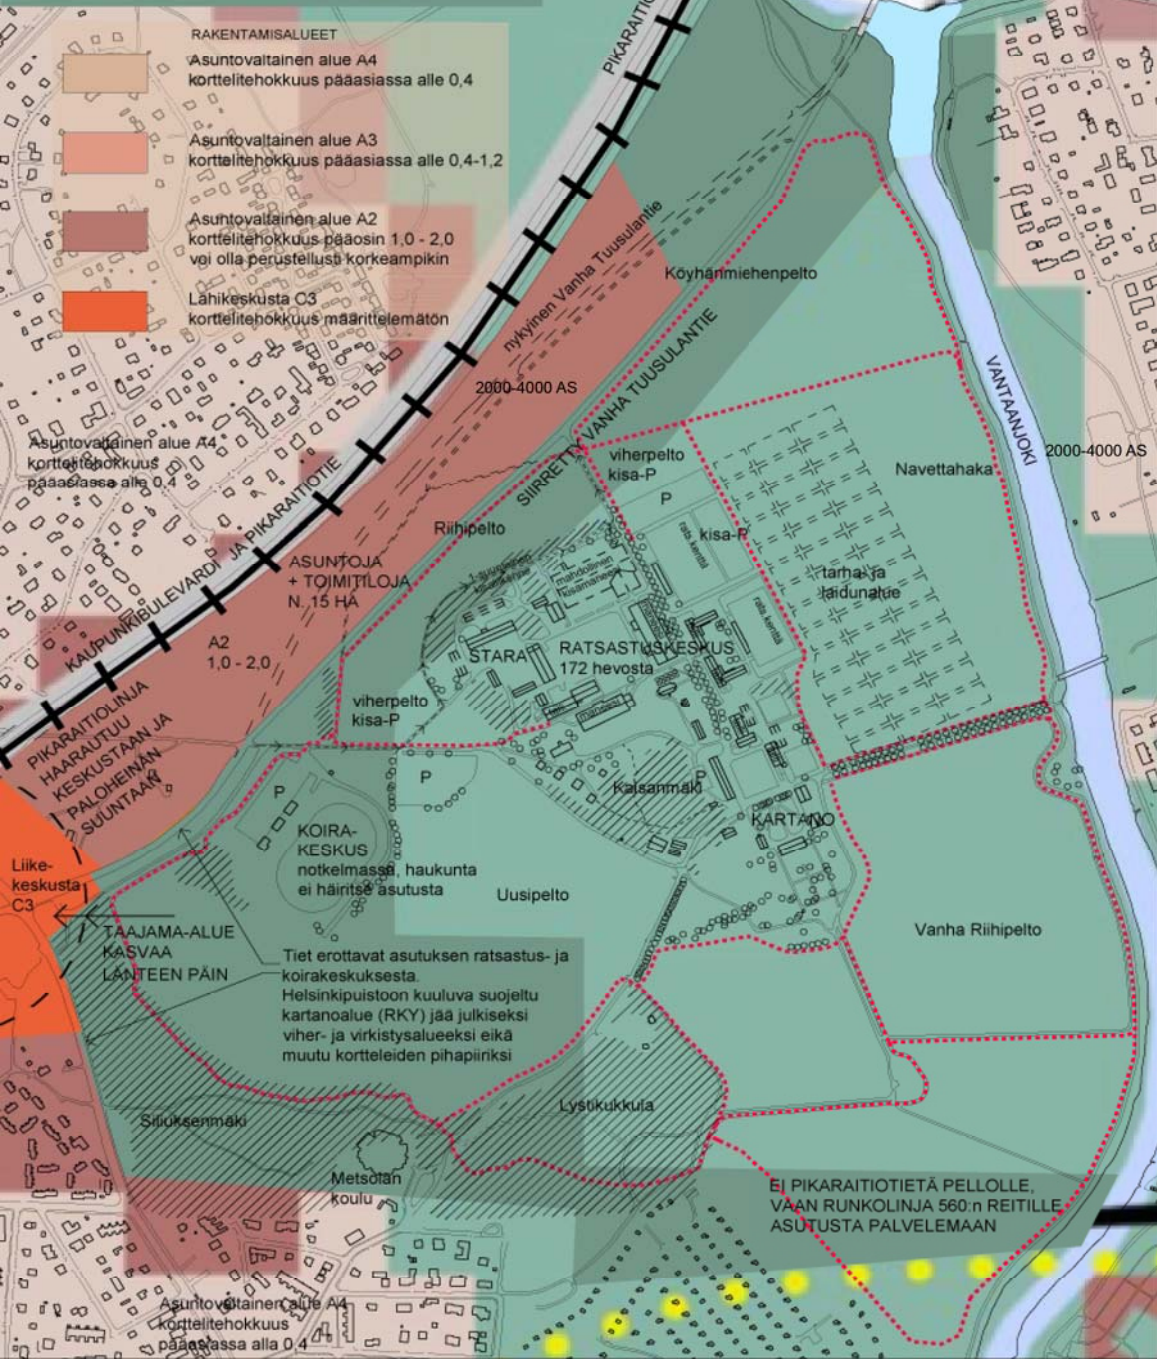 RAKENTAMISALUEET
Asuntovaltainen alue A4
korttelitehokkuus pääasiassa alle 0,4
Asuntovaltainen alue A3
korttelitehokkuus pääasiassa alle 0,4-1,2
Asuntovaltainen alue A2
korttelitehokkuus pääosin 1,0 - 2,0
voi olla perustellusti korkeampikin
Lähikeskusta C3
korttelitehokkuus määrittelemätön
nykyinen Vanha Tuusulantie
Köyhänmiehenpelto
2000-4000 AS
SIIRRETTY VANHA TUUSULANTIE
VANTAANJOKI
2000-4000 AS
Asuntovaltainen alue A4
korttelitehokkuus
pääasiassa alle 0,4
viherpelto
kisa-P
P
kisa-P
Navettahaka
KAUPUNKIBULEVARDI JA PIKARAITIOTIE
Riihipelto
ASUNTOJA
+ TOIMITILOJA
N. 15 HA
mahdollinen
tarha- ja
laidunalue
A2
1,0 - 2,0
STARA
RATSASTUSKESKUS
172 hevosta
viherpelto
kisa-P
PIKARAITIOLINJA
HAARAUTUU
KESKUSTAAN JA
PALOHEINÄN
SUUNTAAN
P
P
Kaisanmäki
P
KARTANO
KOIRA-
KESKUS
notkelmassa, haukunta
ei häiritse asutusta
Liike-
keskusta
C3
Uusipelto
TAAJAMA-ALUE
KASVAA
LÄNTEEN PÄIN
Vanha Riihipelto
Tiet erottavat asutuksen ratsastus- ja
koirakeskuksesta.
Helsinkipuistoon kuuluva suojeltu
kartanoalue (RKY) jää julkiseksi
viher- ja virkistysalueeksi eikä
muutu kortteleiden pihapiiriksi
Siliuksenmäki
Lystikukkula
Metsolan
koulu
EI PIKARAITIOTIETÄ PELLOLLE,
VAAN RUNKOLINJA 560:n REITILLE
ASUTUSTA PALVELEMAAN
Asuntovaltainen alue A4
korttelitehokkuus
pääasiassa alla 0,4